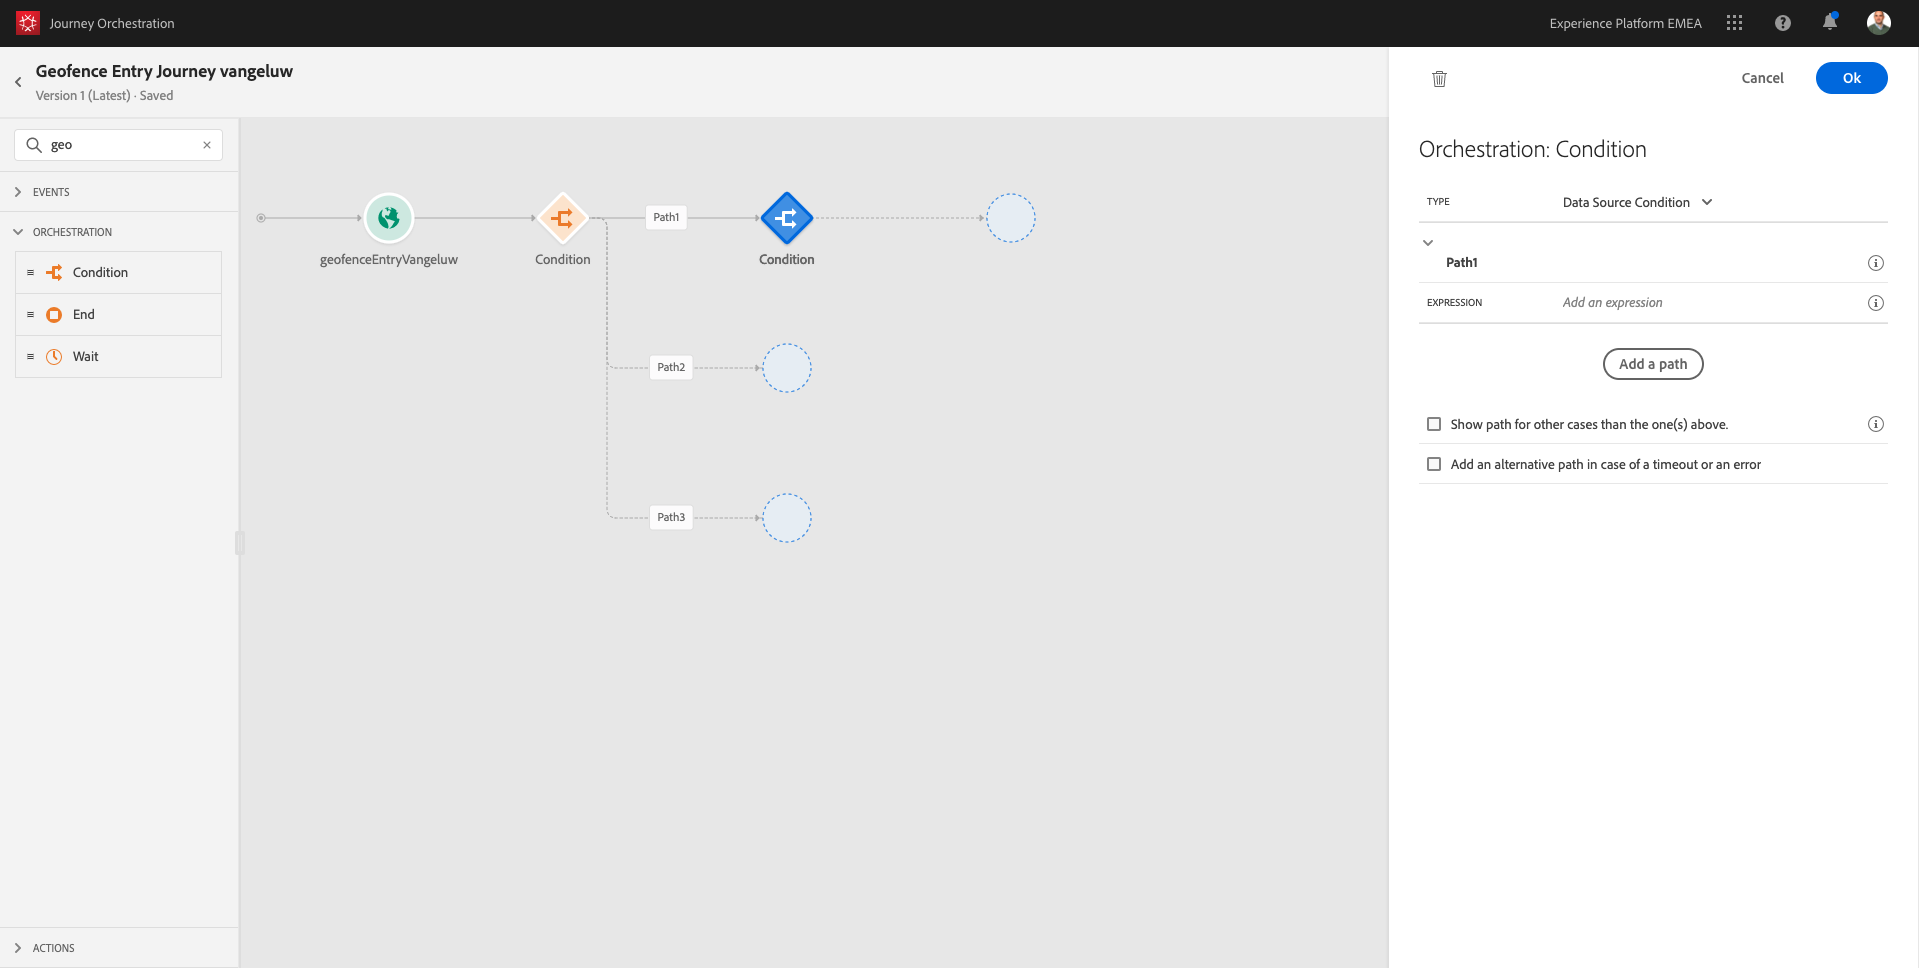 Journey Orchestration
Experience Platform EMEA
Geofence Entry Journey vangeluw
Version 1 (Latest) · Saved
geo
EVENTS
ORCHESTRATION
Condition
End
Wait
ACTIONS
geofenceEntryVangeluw
Condition
Path1
Condition
Path2
Path3
Cancel
Ok
Orchestration: Condition
TYPE
Data Source Condition
Path1
EXPRESSION
Add an expression
Add a path
Show path for other cases than the one(s) above.
Add an alternative path in case of a timeout or an error